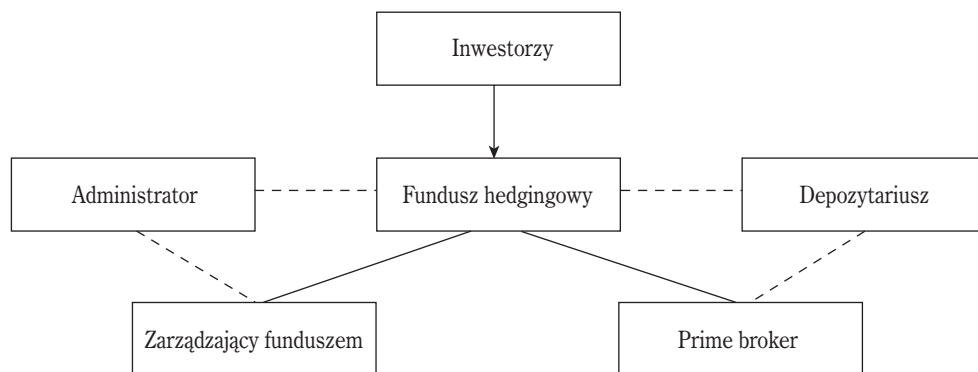 Inwestorzy
Administrator
Fundusz hedgingowy
Depozytariusz
Zarządzający funduszem
Prime broker